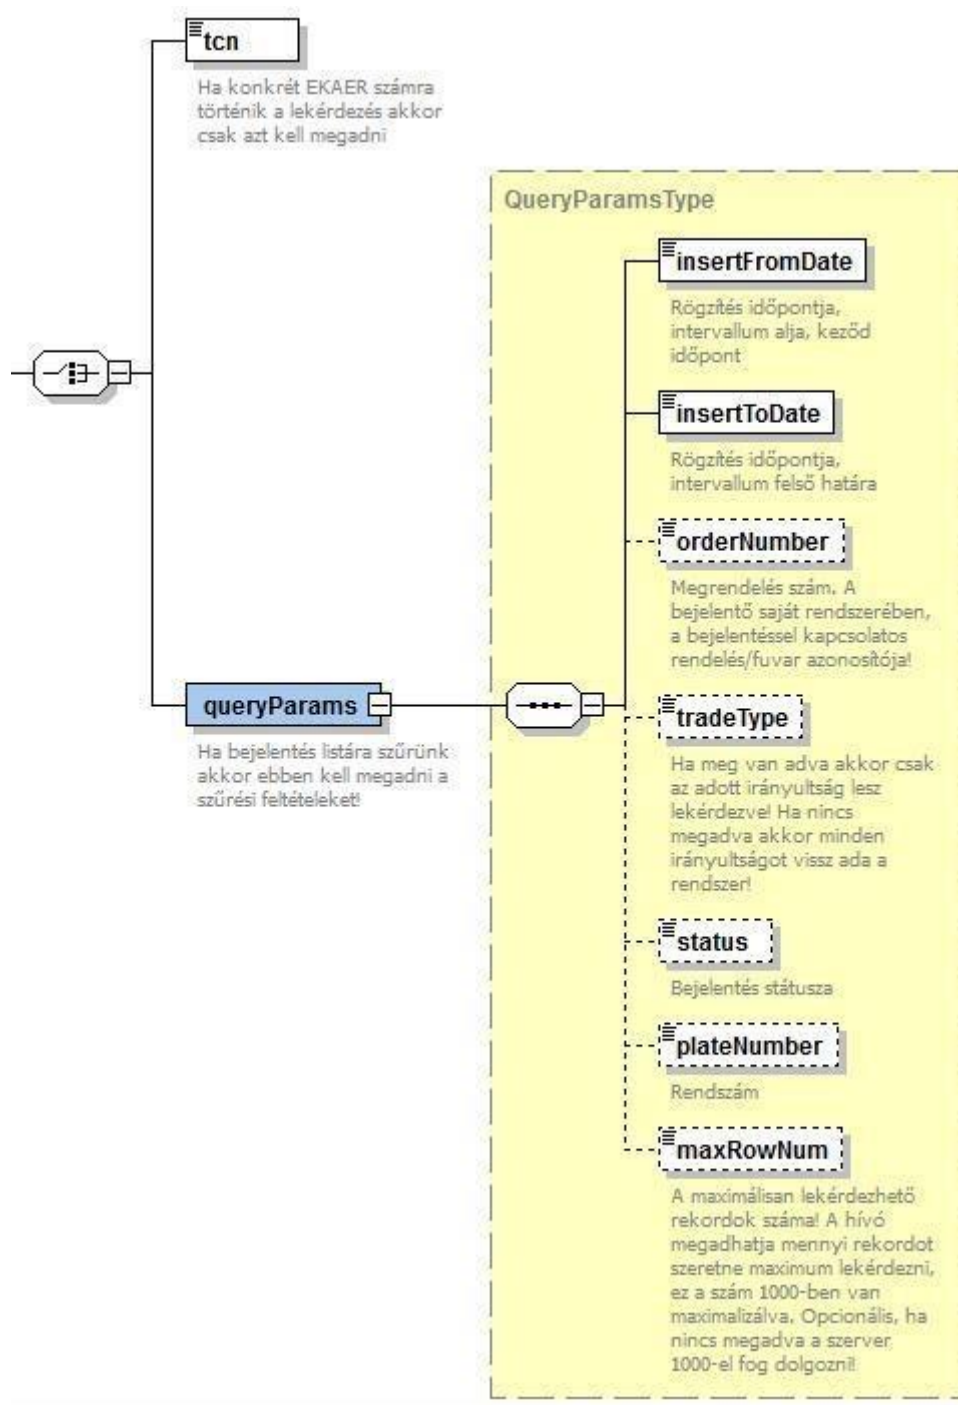 tcn
Ha konkrét EKAER számra
történik a lekérdezés akkor
csak azt kell megadni
QueryParamsType
insertFromDate
Rögzítés időpontja,
intervallum alja, keződ
időpont
insertToDate
Rögzítés időpontja,
intervallum felső határa
orderNumber
Megrendelés szám. A
bejelentő saját rendszerében,
a bejelentéssel kapcsolatos
rendelés/fuvar azonosítója!
queryParams
Ha bejelentés listára szűrünk
akkor ebben kell megadni a
szűrési feltételeket!
tradeType
Ha meg van adva akkor csak
az adott irányultság lesz
lekérdezve! Ha nincs
megadva akkor minden
irányultságot vissz ada a
rendszer!
status
Bejelentés státusza
plateNumber
Rendszám
maxRowNum
A maximálisan lekérdezhető
rekordok száma! A hívó
megadhatja mennyi rekordot
szeretne maximum lekérdezni,
ez a szám 1000-ben van
maximalizálva. Opcionális, ha
nincs megadva a szerver
1000-el fog dolgozni!